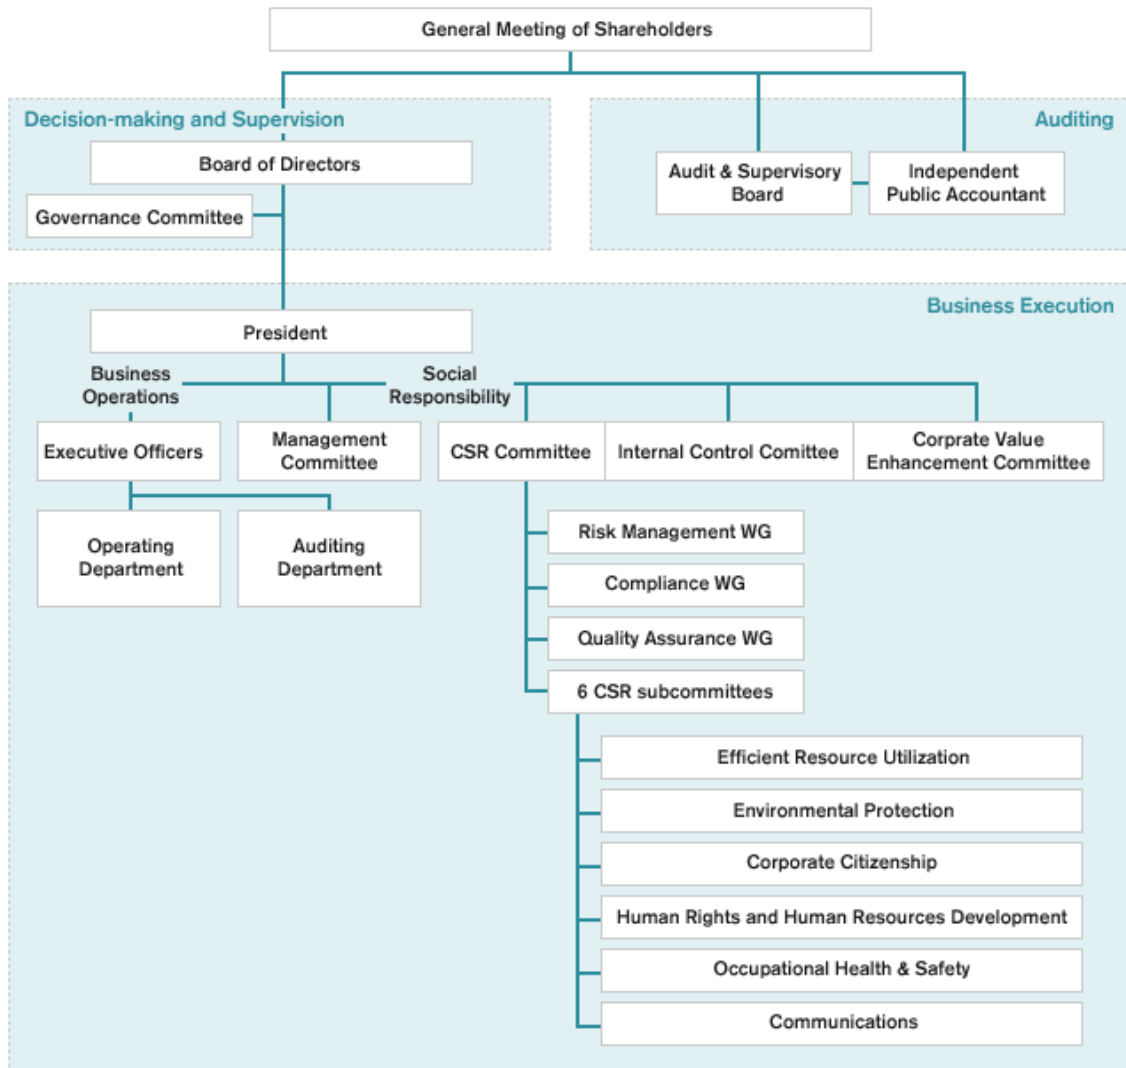 General Meeting of Shareholders
Decision-making and Supervision
Auditing
Board of Directors
Governance Committee
Audit & Supervisory
Board
Independent
Public Accountant
Business Execution
President
Business
Operations
Social
Responsibility
Executive Officers
Management
Committee
CSR Committee
Internal Control Comittee
Corprate Value
Enhancement Committee
Operating
Department
Auditing
Department
Risk Management WG
Compliance WG
Quality Assurance WG
6 CSR subcommittees
Efficient Resource Utilization
Environmental Protection
Corporate Citizenship
Human Rights and Human Resources Development
Occupational Health & Safety
Communications